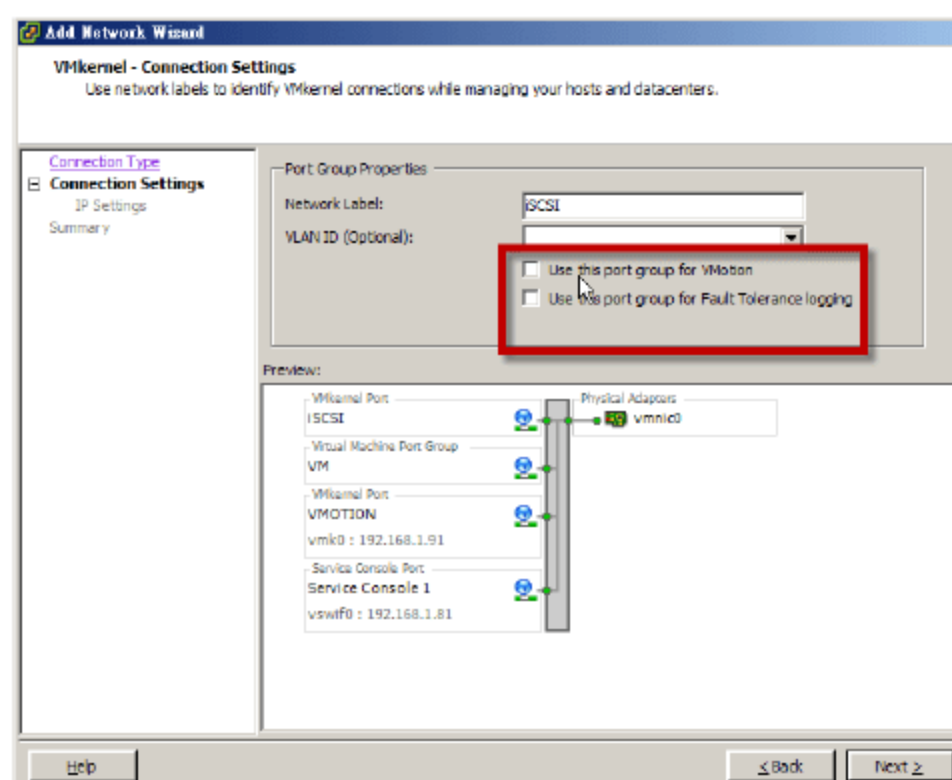 Add Network Wizard
VMkernel - Connection Settings
Use network labels to identify VMkernel connections while managing your hosts and datacenters.
Connection Type
Connection Settings
IP Settings
Summary
Port Group Properties
Network Label:
iSCSI
VLAN ID (Optional):
Use this port group for VMotion
Use this port group for Fault Tolerance logging
Preview:
VMkernel Port
iSCSI
Physical Adapters
vmnic0
Virtual Machine Port Group
VM
VMkernel Port
VMOTION
vmk0 : 192.168.1.91
Service Console Port
Service Console 1
vswif0 : 192.168.1.81
Help
< Back
Next >